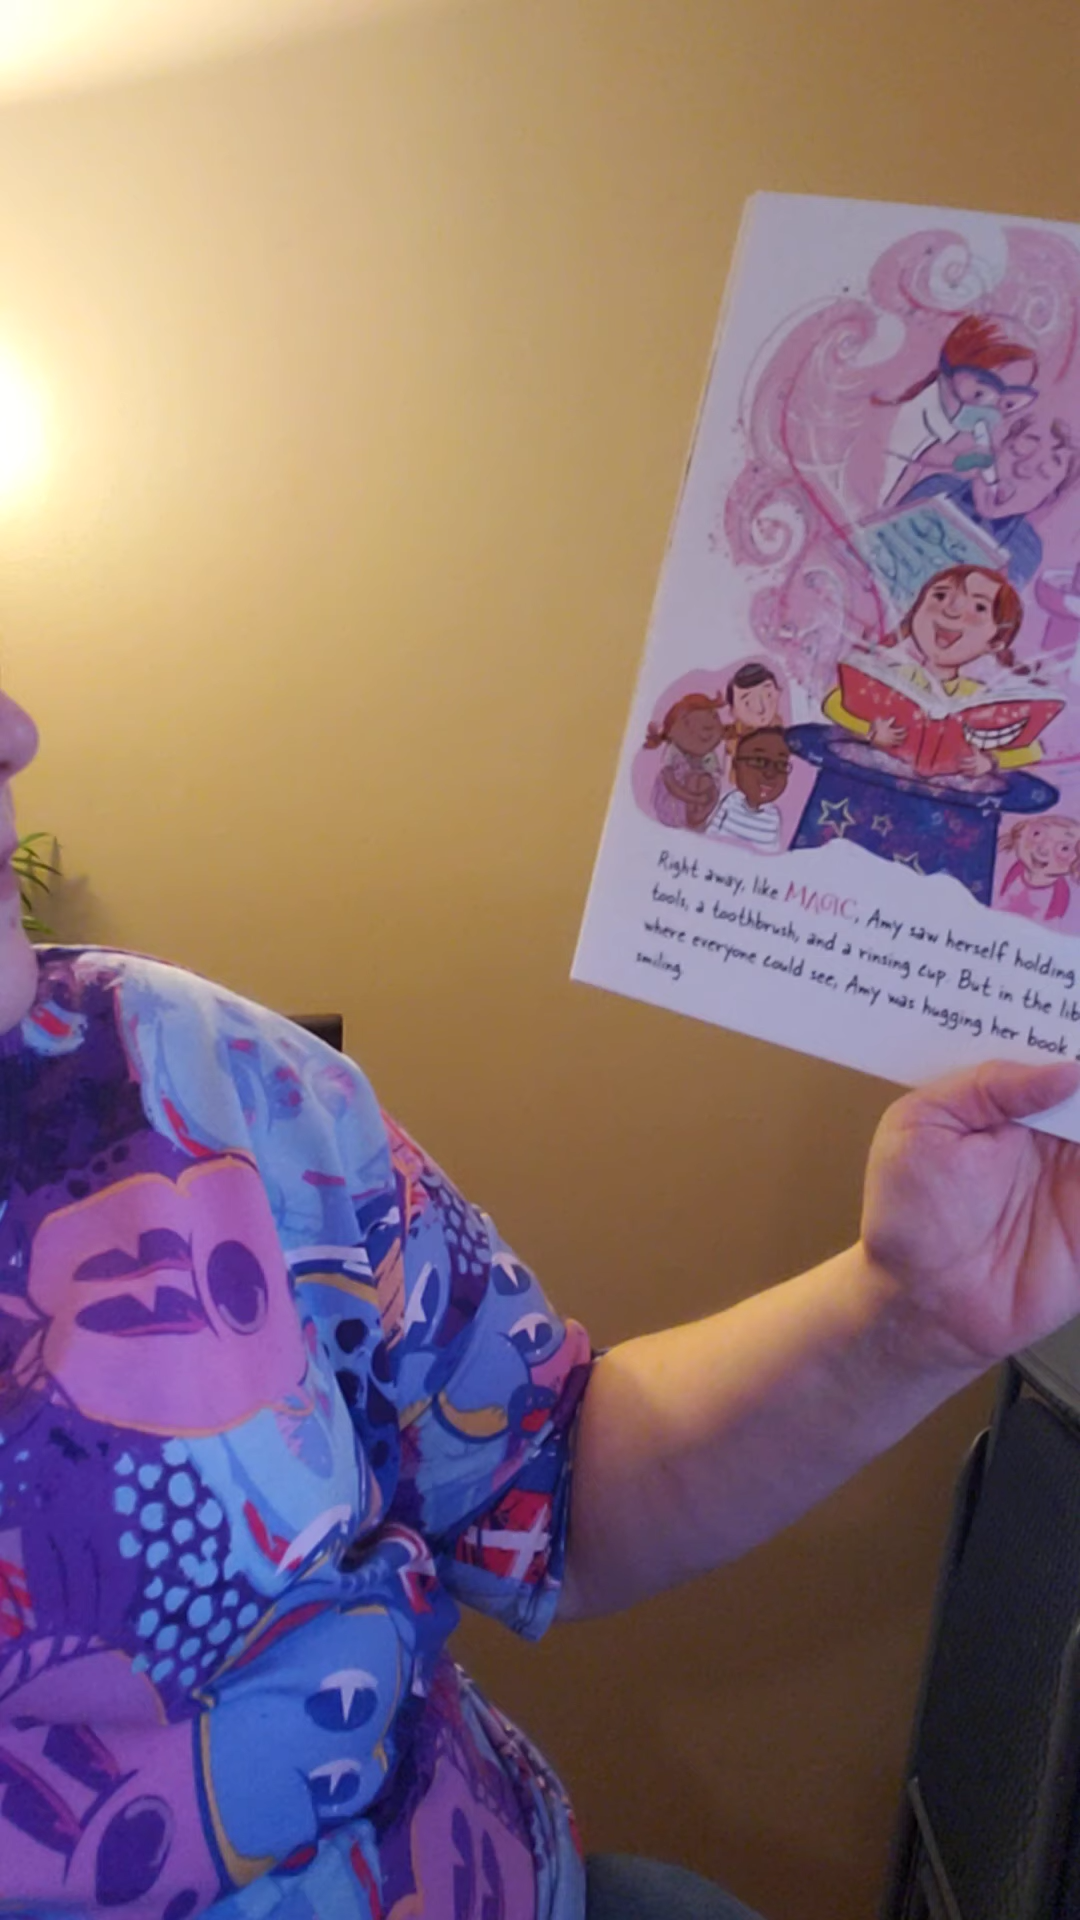 Right away, like MAGIC, Amy saw herself holding
tools, a toothbrush, and a rinsing cup. But in the lib
where everyone could see, Amy was hugging her book
smiling.